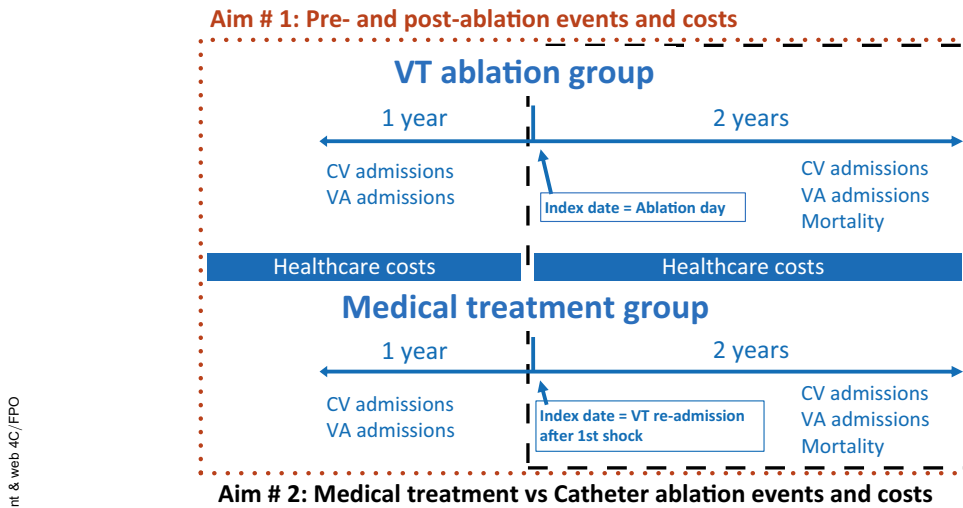 Aim # 1: Pre- and post-ablation events and costs
VT ablation group
1 year
2 years
CV admissions
VA admissions
Index date = Ablation day
CV admissions
VA admissions
Mortality
Healthcare costs
Healthcare costs
Medical treatment group
1 year
2 years
CV admissions
VA admissions
Index date = VT re-admission
after 1st shock
CV admissions
VA admissions
Mortality
Aim # 2: Medical treatment vs Catheter ablation events and costs
nt & web 4C/FPO